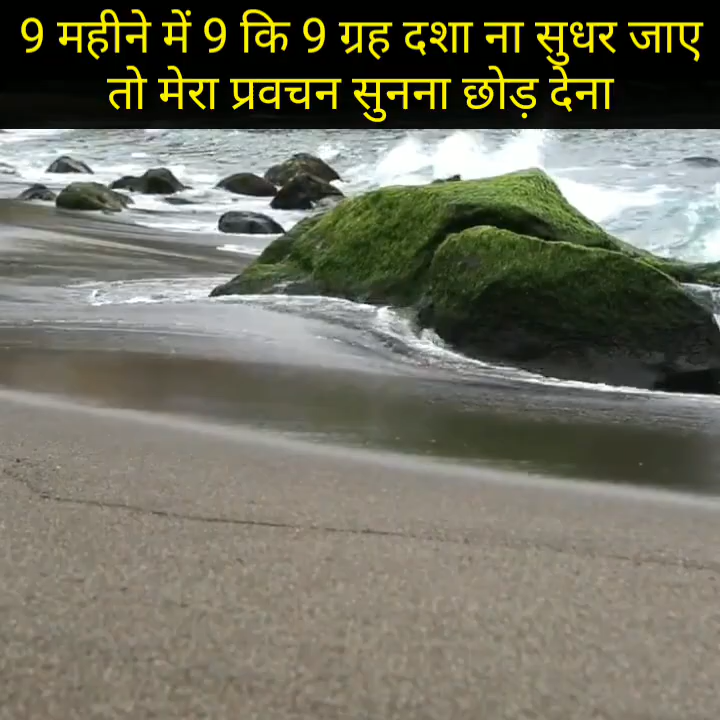 9 महीने में 9 कि 9 ग्रह दशा ना सुधर जाए
तो मेरा प्रवचन सुनना छोड़ देना